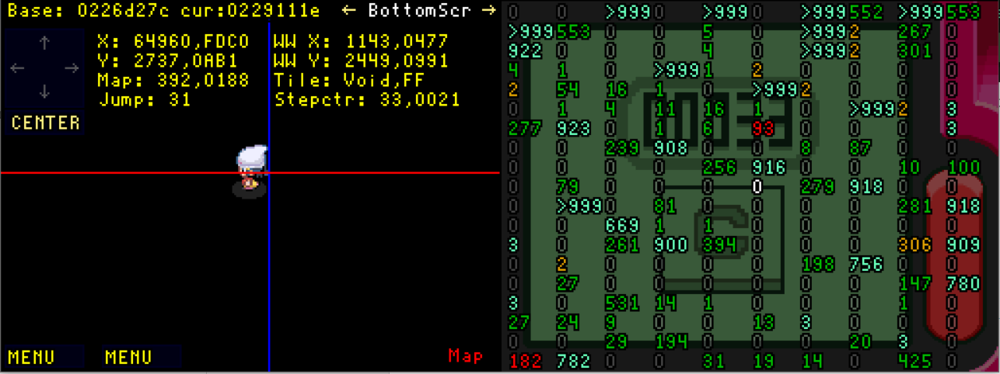 Base: 0226d27c cur:0229111e ← BottomScr →
X: 64960,FDC0 WW X: 1143,0477
Y: 2737,0AB1 WW Y: 2449,0991
Map: 392,0188 Tile: Void,FF
Jump: 31 Stepctr: 33,0021
CENTER
MENU MENU Map
0 0 >999 0 >999 0 >999 552 >999 553
>999 553 0 0 5 0 >999 2 267 0
922 0 0 0 4 0 >999 2 301 0
4 1 0 >999 1 2 0 0 0 0
2 54 16 1 0 >999 2 0 0 0
0 1 4 11 16 1 0 >999 2 3
277 923 0 1 6 93 0 0 0 3
0 0 239 908 0 0 8 87 0 0
0 0 0 0 256 916 0 0 10 100
0 79 0 0 0 0 279 918 0 0
0 >999 0 81 0 0 0 0 281 918
0 0 669 1 1 0 0 0 0 0
3 0 261 900 394 0 0 0 306 909
0 2 0 0 0 0 198 756 0 0
0 27 0 0 0 0 0 0 147 780
3 0 531 14 1 0 0 0 1 0
27 24 9 0 0 13 3 0 0 0
0 0 29 194 0 0 0 20 3 0
182 782 0 0 31 19 14 0 425 0